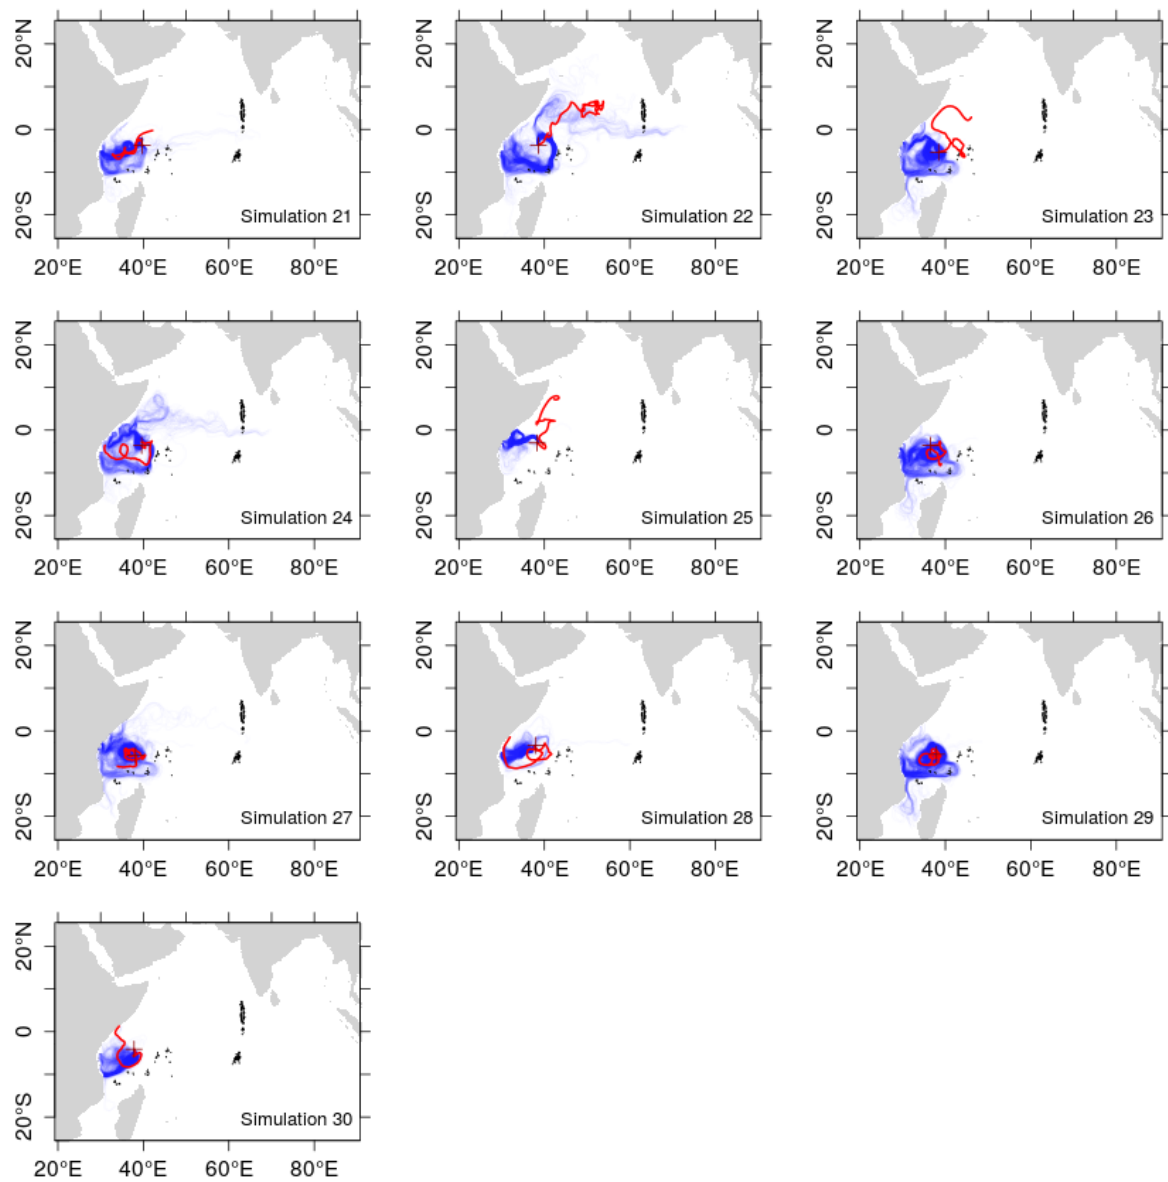 20°N
0
20°S
Simulation 21
20°E 40°E 60°E 80°E
20°N
0
20°S
Simulation 22
20°E 40°E 60°E 80°E
20°N
0
20°S
Simulation 23
20°E 40°E 60°E 80°E
20°N
0
20°S
Simulation 24
20°E 40°E 60°E 80°E
20°N
0
20°S
Simulation 25
20°E 40°E 60°E 80°E
20°N
0
20°S
Simulation 26
20°E 40°E 60°E 80°E
20°N
0
20°S
Simulation 27
20°E 40°E 60°E 80°E
20°N
0
20°S
Simulation 28
20°E 40°E 60°E 80°E
20°N
0
20°S
Simulation 29
20°E 40°E 60°E 80°E
20°N
0
20°S
Simulation 30
20°E 40°E 60°E 80°E